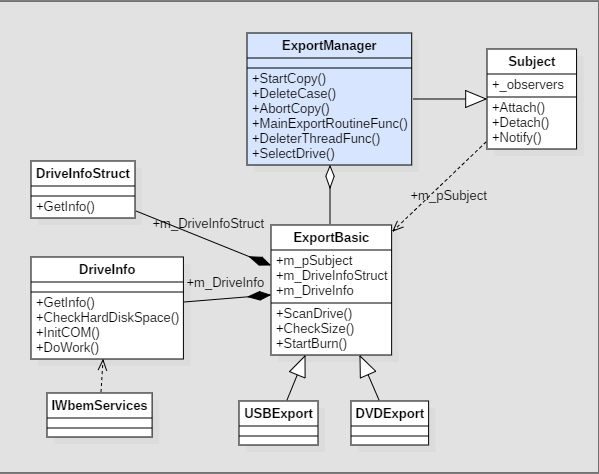 ExportManager
+StartCopy()
+DeleteCase()
+AbortCopy()
+MainExportRoutineFunc()
+DeleterThreadFunc()
+SelectDrive()
Subject
+_observers
+Attach()
+Detach()
+Notify()
DriveInfoStruct
+GetInfo()
+m_pSubject
+m_DriveInfoStruct
ExportBasic
+m_pSubject
+m_DriveInfoStruct
+m_DriveInfo
+ScanDrive()
+CheckSize()
+StartBurn()
DriveInfo
+GetInfo()
+CheckHardDiskSpace()
+InitCOM()
+DoWork()
+m_DriveInfo
IWbemServices
USBExport
DVDExport